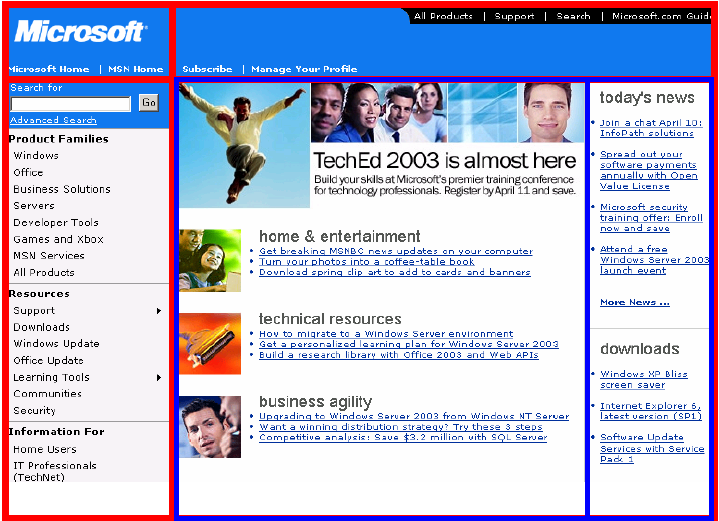 All Products | Support | Search | Microsoft.com Guide
Microsoft
Microsoft Home | MSN Home
Subscribe | Manage Your Profile
Search for
Go
Advanced Search
Product Families
Windows
Office
Business Solutions
Servers
Developer Tools
Games and Xbox
MSN Services
All Products
Resources
Support
Downloads
Windows Update
Office Update
Learning Tools
Communities
Security
Information For
Home Users
IT Professionals
(TechNet)
TechEd 2003 is almost here
Build your skills at Microsoft's premier training conference
for technology professionals. Register by April 11 and save.
home & entertainment
• Get breaking MSNBC news updates on your computer
• Turn your photos into a coffee-table book
• Download spring clip art to add to cards and banners
technical resources
• How to migrate to a Windows Server environment
• Get a personalized learning plan for Windows Server 2003
• Build a research library with Office 2003 and Web APIs
business agility
• Upgrading to Windows Server 2003 from Windows NT Server
• Want a winning distribution strategy? Try these 3 steps
• Competitive analysis: Save $3.2 million with SQL Server
today's news
• Join a chat April 10:
InfoPath solutions
• Spread out your
software payments
annually with Open
Value License
• Microsoft security
training offer: Enroll
now and save
• Attend a free
Windows Server 2003
launch event
More News ...
downloads
• Windows XP Bliss
screen saver
• Internet Explorer 6,
latest version (SP1)
• Software Update
Services with Service
Pack 1